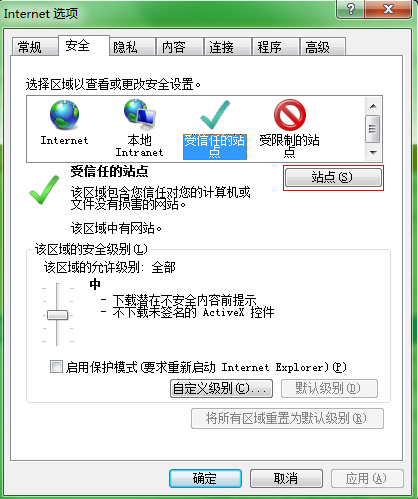 Internet 选项
常规 安全 隐私 内容 连接 程序 高级
选择区域以查看或更改安全设置。
Internet
本地
Intranet
受信任的站
点
受限制的站
点
受信任的站点
站点(S)
该区域包含您信任对您的计算机或
文件没有损害的网站。
该区域中有网站。
该区域的安全级别(L)
该区域的允许级别: 全部
中
- 下载潜在不安全内容前提示
- 不下载未签名的 ActiveX 控件
启用保护模式(要求重新启动 Internet Explorer)(P)
自定义级别(C)... 默认级别(D)
将所有区域重置为默认级别(R)
确定 取消 应用(A)